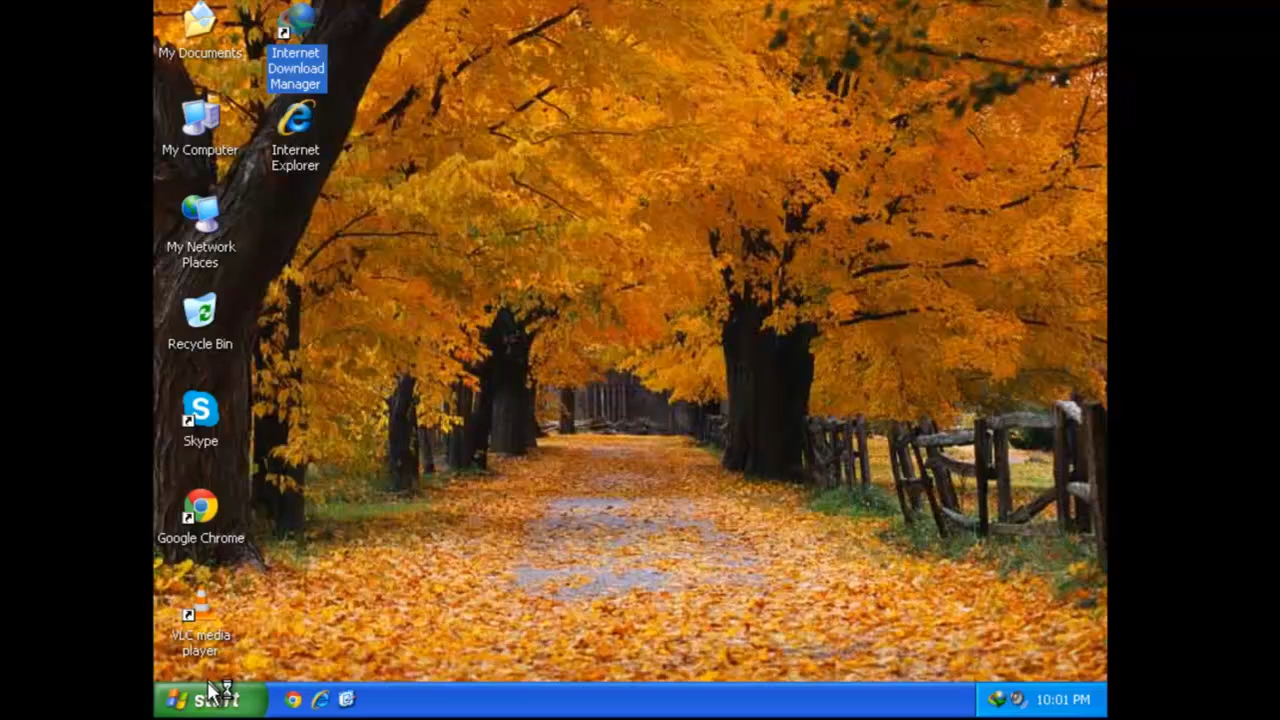 My Documents
Internet
Download
Manager
My Computer
Internet
Explorer
My Network
Places
Recycle Bin
Skype
Google Chrome
VLC media
player
start
10:01 PM